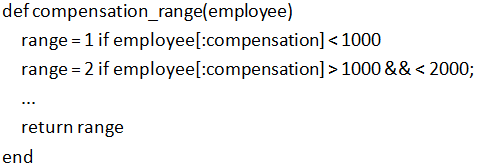 def compensation_range(employee)
range = 1 if employee[:compensation] < 1000
range = 2 if employee[:compensation] > 1000 && < 2000;
...
return range
end